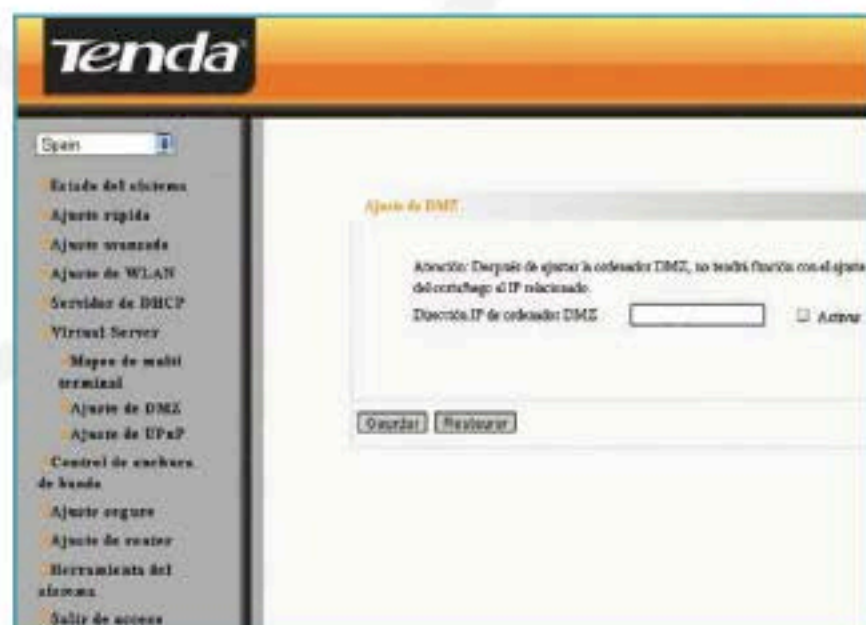 Tenda
Spain
Estado del sistema
Ajuste rápido
Ajuste avanzado
Ajuste de WLAN
Servidor de DHCP
Virtual Server
Mapeo de multi
terminal
Ajuste de DMZ
Ajuste de UPnP
Control de anchura
de banda
Ajuste seguro
Ajuste de router
Herramienta del
sistema
Salir de acceso
Ajuste de DMZ
Atención: Después de ajustar la ordenador DMZ, no tendrá función con el ajuste
del cortafuego al IP relacionado.
Dirección IP de ordenador DMZ
Activar
Guardar Restaurar